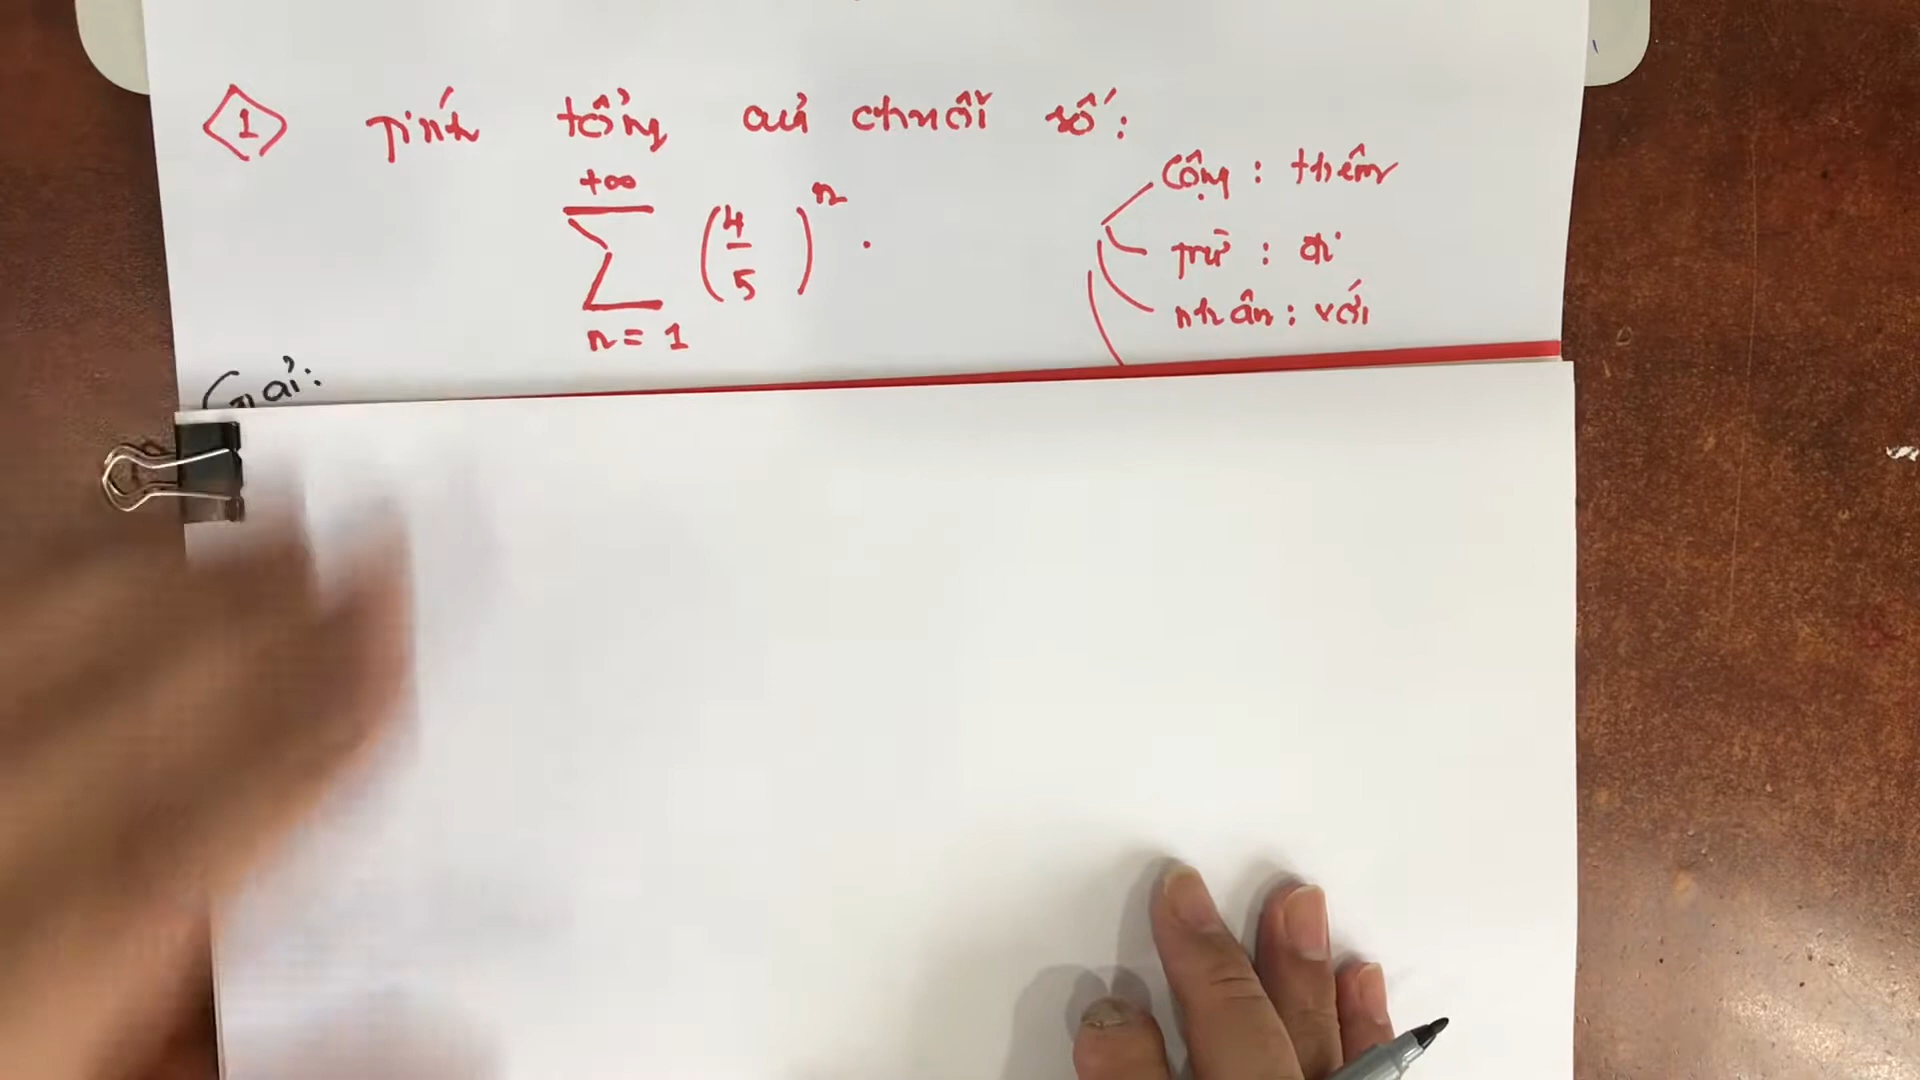 1 Tính tổng của chuỗi số:
+∞
∑ (4/5)^n .
n = 1
Cộng : thêm
Trừ : đi
nhân : với
Giải: